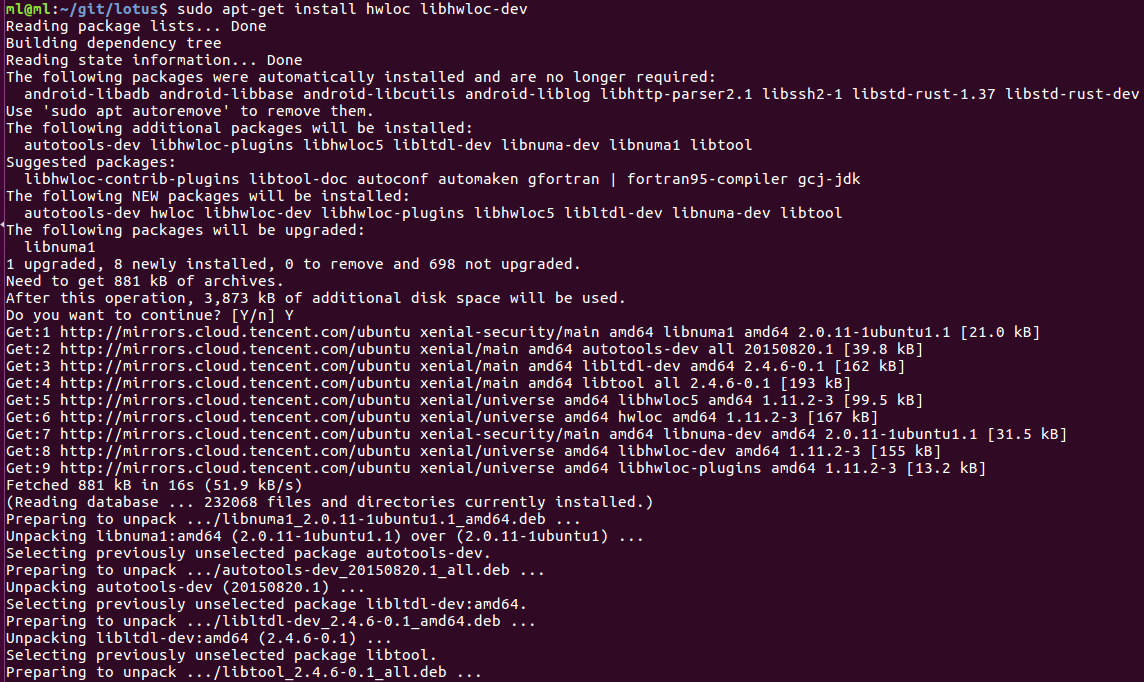 ml@ml:~/git/lotus$ sudo apt-get install hwloc libhwloc-dev
Reading package lists... Done
Building dependency tree
Reading state information... Done
The following packages were automatically installed and are no longer required:
  android-libadb android-libbase android-libcutils android-liblog libhttp-parser2.1 libssh2-1 libstd-rust-1.37 libstd-rust-dev
Use 'sudo apt autoremove' to remove them.
The following additional packages will be installed:
  autotools-dev libhwloc-plugins libhwloc5 libltdl-dev libnuma-dev libnuma1 libtool
Suggested packages:
  libhwloc-contrib-plugins libtool-doc autoconf automaken gfortran | fortran95-compiler gcj-jdk
The following NEW packages will be installed:
  autotools-dev hwloc libhwloc-dev libhwloc-plugins libhwloc5 libltdl-dev libnuma-dev libtool
The following packages will be upgraded:
  libnuma1
1 upgraded, 8 newly installed, 0 to remove and 698 not upgraded.
Need to get 881 kB of archives.
After this operation, 3,873 kB of additional disk space will be used.
Do you want to continue? [Y/n] Y
Get:1 http://mirrors.cloud.tencent.com/ubuntu xenial-security/main amd64 libnuma1 amd64 2.0.11-1ubuntu1.1 [21.0 kB]
Get:2 http://mirrors.cloud.tencent.com/ubuntu xenial/main amd64 autotools-dev all 20150820.1 [39.8 kB]
Get:3 http://mirrors.cloud.tencent.com/ubuntu xenial/main amd64 libltdl-dev amd64 2.4.6-0.1 [162 kB]
Get:4 http://mirrors.cloud.tencent.com/ubuntu xenial/main amd64 libtool all 2.4.6-0.1 [193 kB]
Get:5 http://mirrors.cloud.tencent.com/ubuntu xenial/universe amd64 libhwloc5 amd64 1.11.2-3 [99.5 kB]
Get:6 http://mirrors.cloud.tencent.com/ubuntu xenial/universe amd64 hwloc amd64 1.11.2-3 [167 kB]
Get:7 http://mirrors.cloud.tencent.com/ubuntu xenial-security/main amd64 libnuma-dev amd64 2.0.11-1ubuntu1.1 [31.5 kB]
Get:8 http://mirrors.cloud.tencent.com/ubuntu xenial/universe amd64 libhwloc-dev amd64 1.11.2-3 [155 kB]
Get:9 http://mirrors.cloud.tencent.com/ubuntu xenial/universe amd64 libhwloc-plugins amd64 1.11.2-3 [13.2 kB]
Fetched 881 kB in 16s (51.9 kB/s)
(Reading database ... 232068 files and directories currently installed.)
Preparing to unpack .../libnuma1_2.0.11-1ubuntu1.1_amd64.deb ...
Unpacking libnuma1:amd64 (2.0.11-1ubuntu1.1) over (2.0.11-1ubuntu1) ...
Selecting previously unselected package autotools-dev.
Preparing to unpack .../autotools-dev_20150820.1_all.deb ...
Unpacking autotools-dev (20150820.1) ...
Selecting previously unselected package libltdl-dev:amd64.
Preparing to unpack .../libltdl-dev_2.4.6-0.1_amd64.deb ...
Unpacking libltdl-dev:amd64 (2.4.6-0.1) ...
Selecting previously unselected package libtool.
Preparing to unpack .../libtool_2.4.6-0.1_all.deb ...